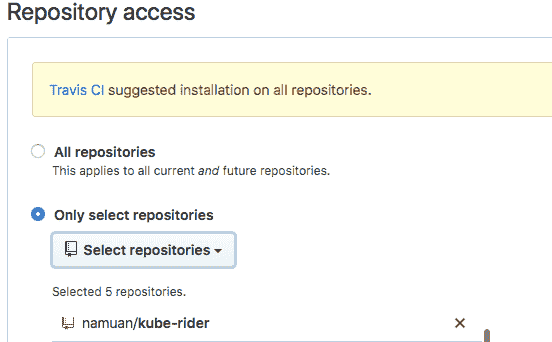 Repository access
Travis CI suggested installation on all repositories.
All repositories
This applies to all current and future repositories.
Only select repositories
Select repositories
Selected 5 repositories.
namuan/kube-rider